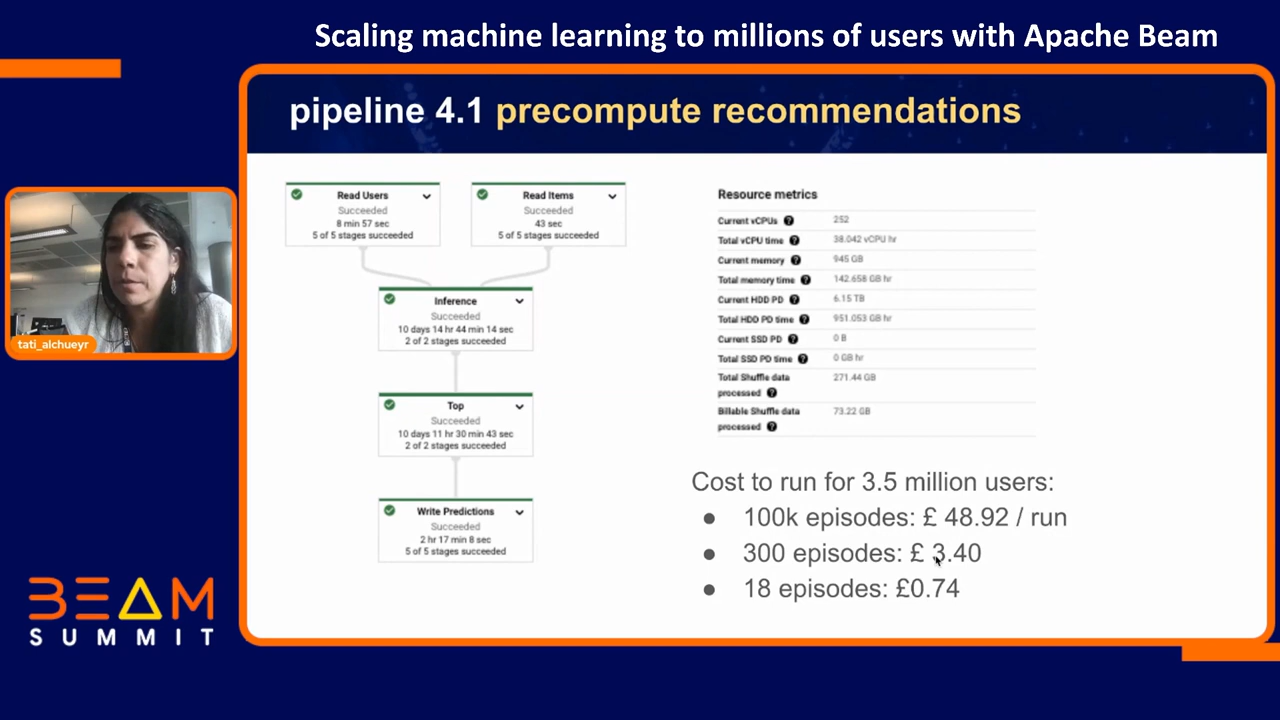 Scaling machine learning to millions of users with Apache Beam
pipeline 4.1 precompute recommendations
Read Users
Succeeded
8 min 57 sec
5 of 5 stages succeeded
Read Items
Succeeded
43 sec
5 of 5 stages succeeded
Inference
Succeeded
10 days 14 hr 44 min 14 sec
2 of 2 stages succeeded
Top
Succeeded
10 days 11 hr 30 min 43 sec
2 of 2 stages succeeded
Write Predictions
Succeeded
2 hr 17 min 8 sec
5 of 5 stages succeeded
Resource metrics
Current vCPUs ? 252
Total vCPU time ? 38.042 vCPU hr
Current memory ? 945 GB
Total memory time ? 142.658 GB hr
Current HDD PD ? 6.15 TB
Total HDD PD time ? 951.053 GB hr
Current SSD PD ? 0 B
Total SSD PD time ? 0 GB hr
Total Shuffle data 271.44 GB
processed ?
Billable Shuffle data 73.22 GB
processed ?
Cost to run for 3.5 million users:
● 100k episodes: £ 48.92 / run
● 300 episodes: £ 3.40
● 18 episodes: £0.74
tati_alchueyr
BEAM
SUMMIT